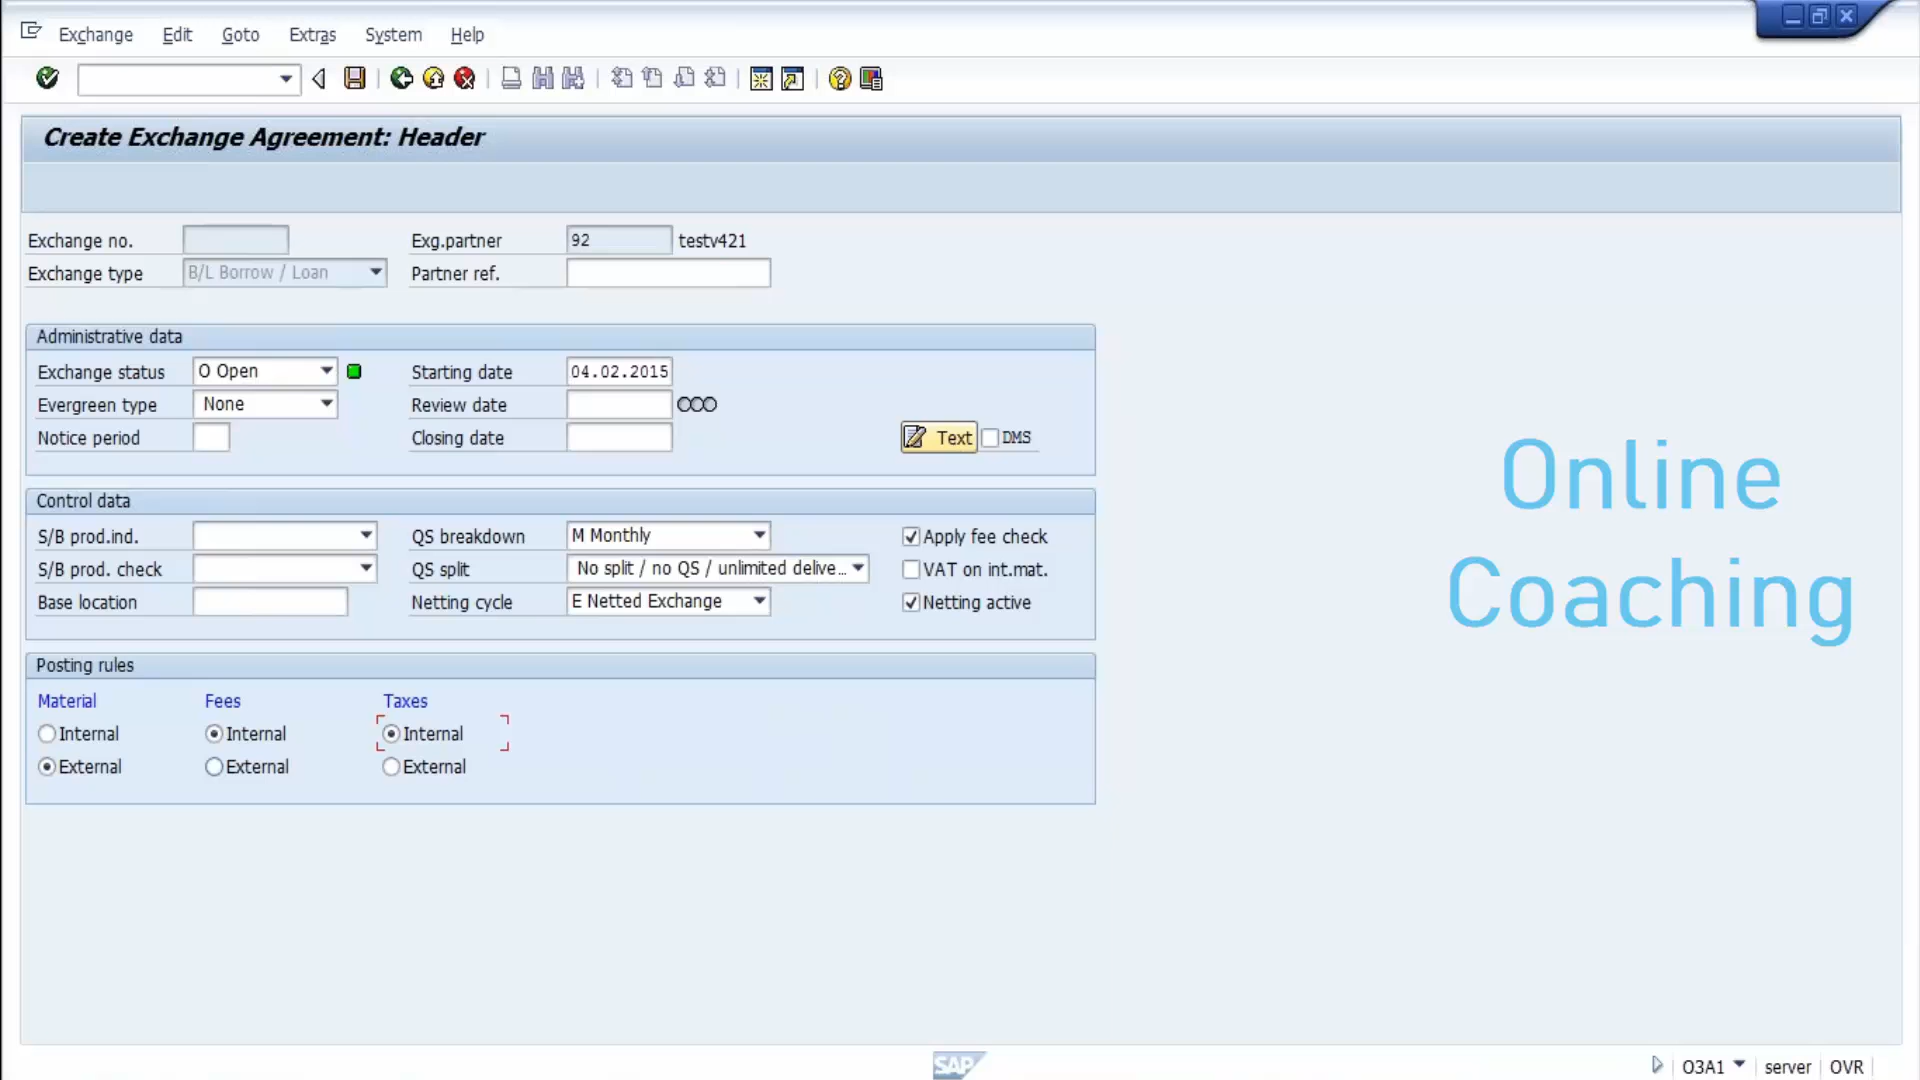 Exchange Edit Goto Extras System Help
Create Exchange Agreement: Header
Exchange no. Exg.partner 92 testv421
Exchange type B/L Borrow / Loan Partner ref.
Administrative data
Exchange status O Open Starting date 04.02.2015
Evergreen type None Review date
Notice period Closing date Text DMS
Control data
S/B prod.ind. QS breakdown M Monthly Apply fee check
S/B prod. check QS split No split / no QS / unlimited delive... VAT on int.mat.
Base location Netting cycle E Netted Exchange Netting active
Posting rules
Material Fees Taxes
Internal Internal Internal
External External External
Online
Coaching
SAP O3A1 server OVR